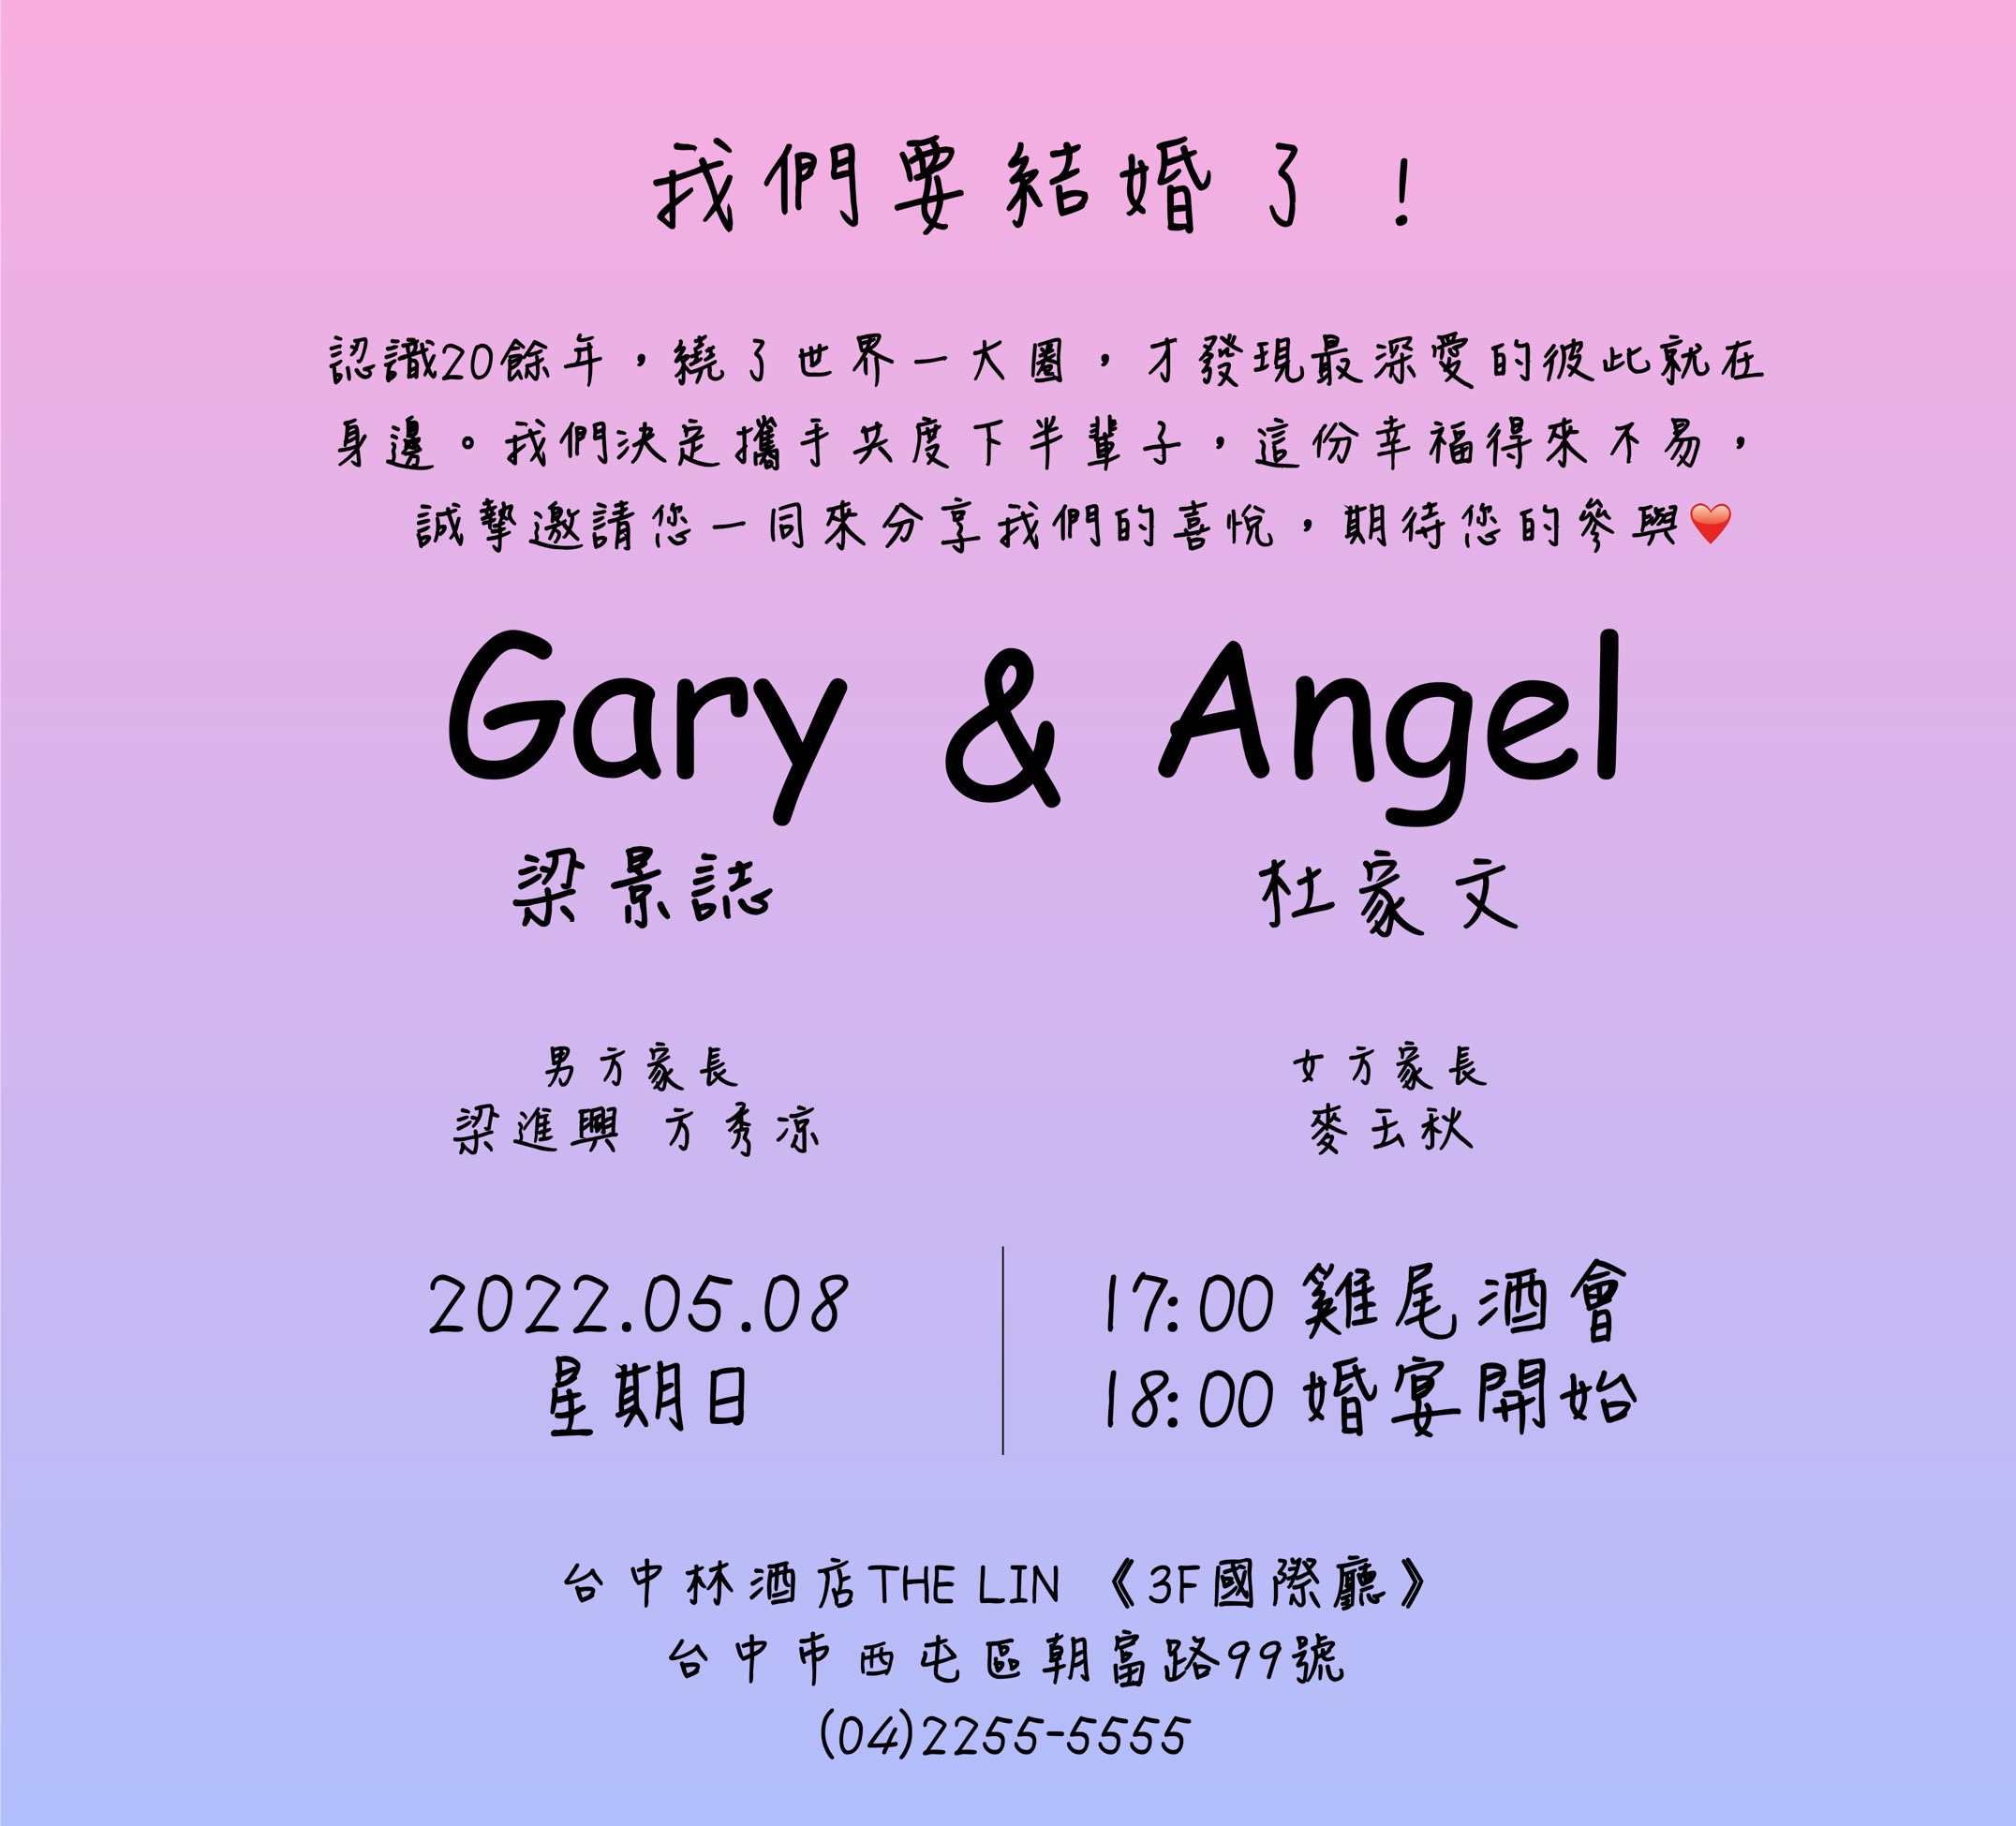 我們要結婚了！
認識20餘年，繞了世界一大圈，才發現最深愛的彼此就在
身邊。我們決定攜手共度下半輩子，這份幸福得來不易，
誠摯邀請您一同來分享我們的喜悅，期待您的參與❤️
Gary & Angel
梁景誌 杜家文
男方家長 女方家長
梁進興 方秀凉 麥玉秋
2022.05.08
星期日
17:00 雞尾酒會
18:00 婚宴開始
台中林酒店THE LIN 《3F國際廳》
台中市西屯區朝富路99號
(04)2255-5555